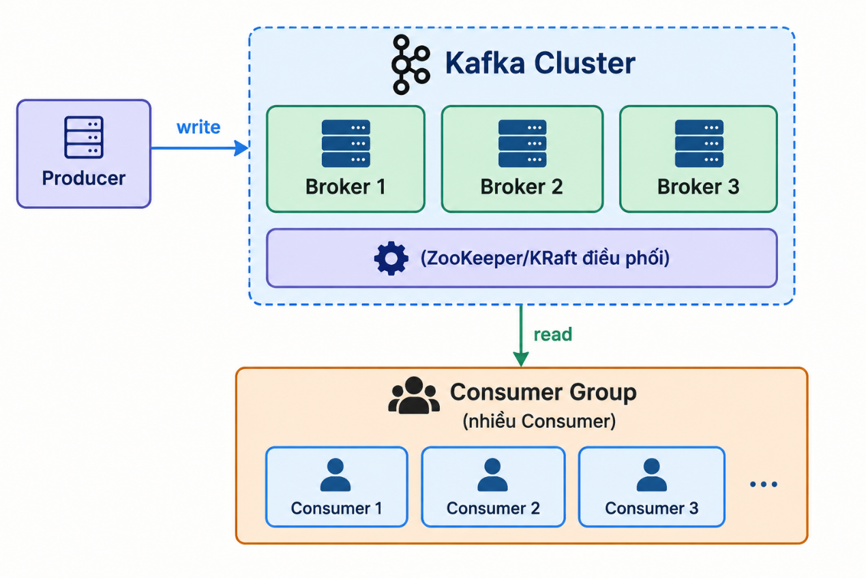 Kafka Cluster
Producer
write
Broker 1
Broker 2
Broker 3
(ZooKeeper/KRaft điều phối)
read
Consumer Group
(nhiều Consumer)
Consumer 1
Consumer 2
Consumer 3
...